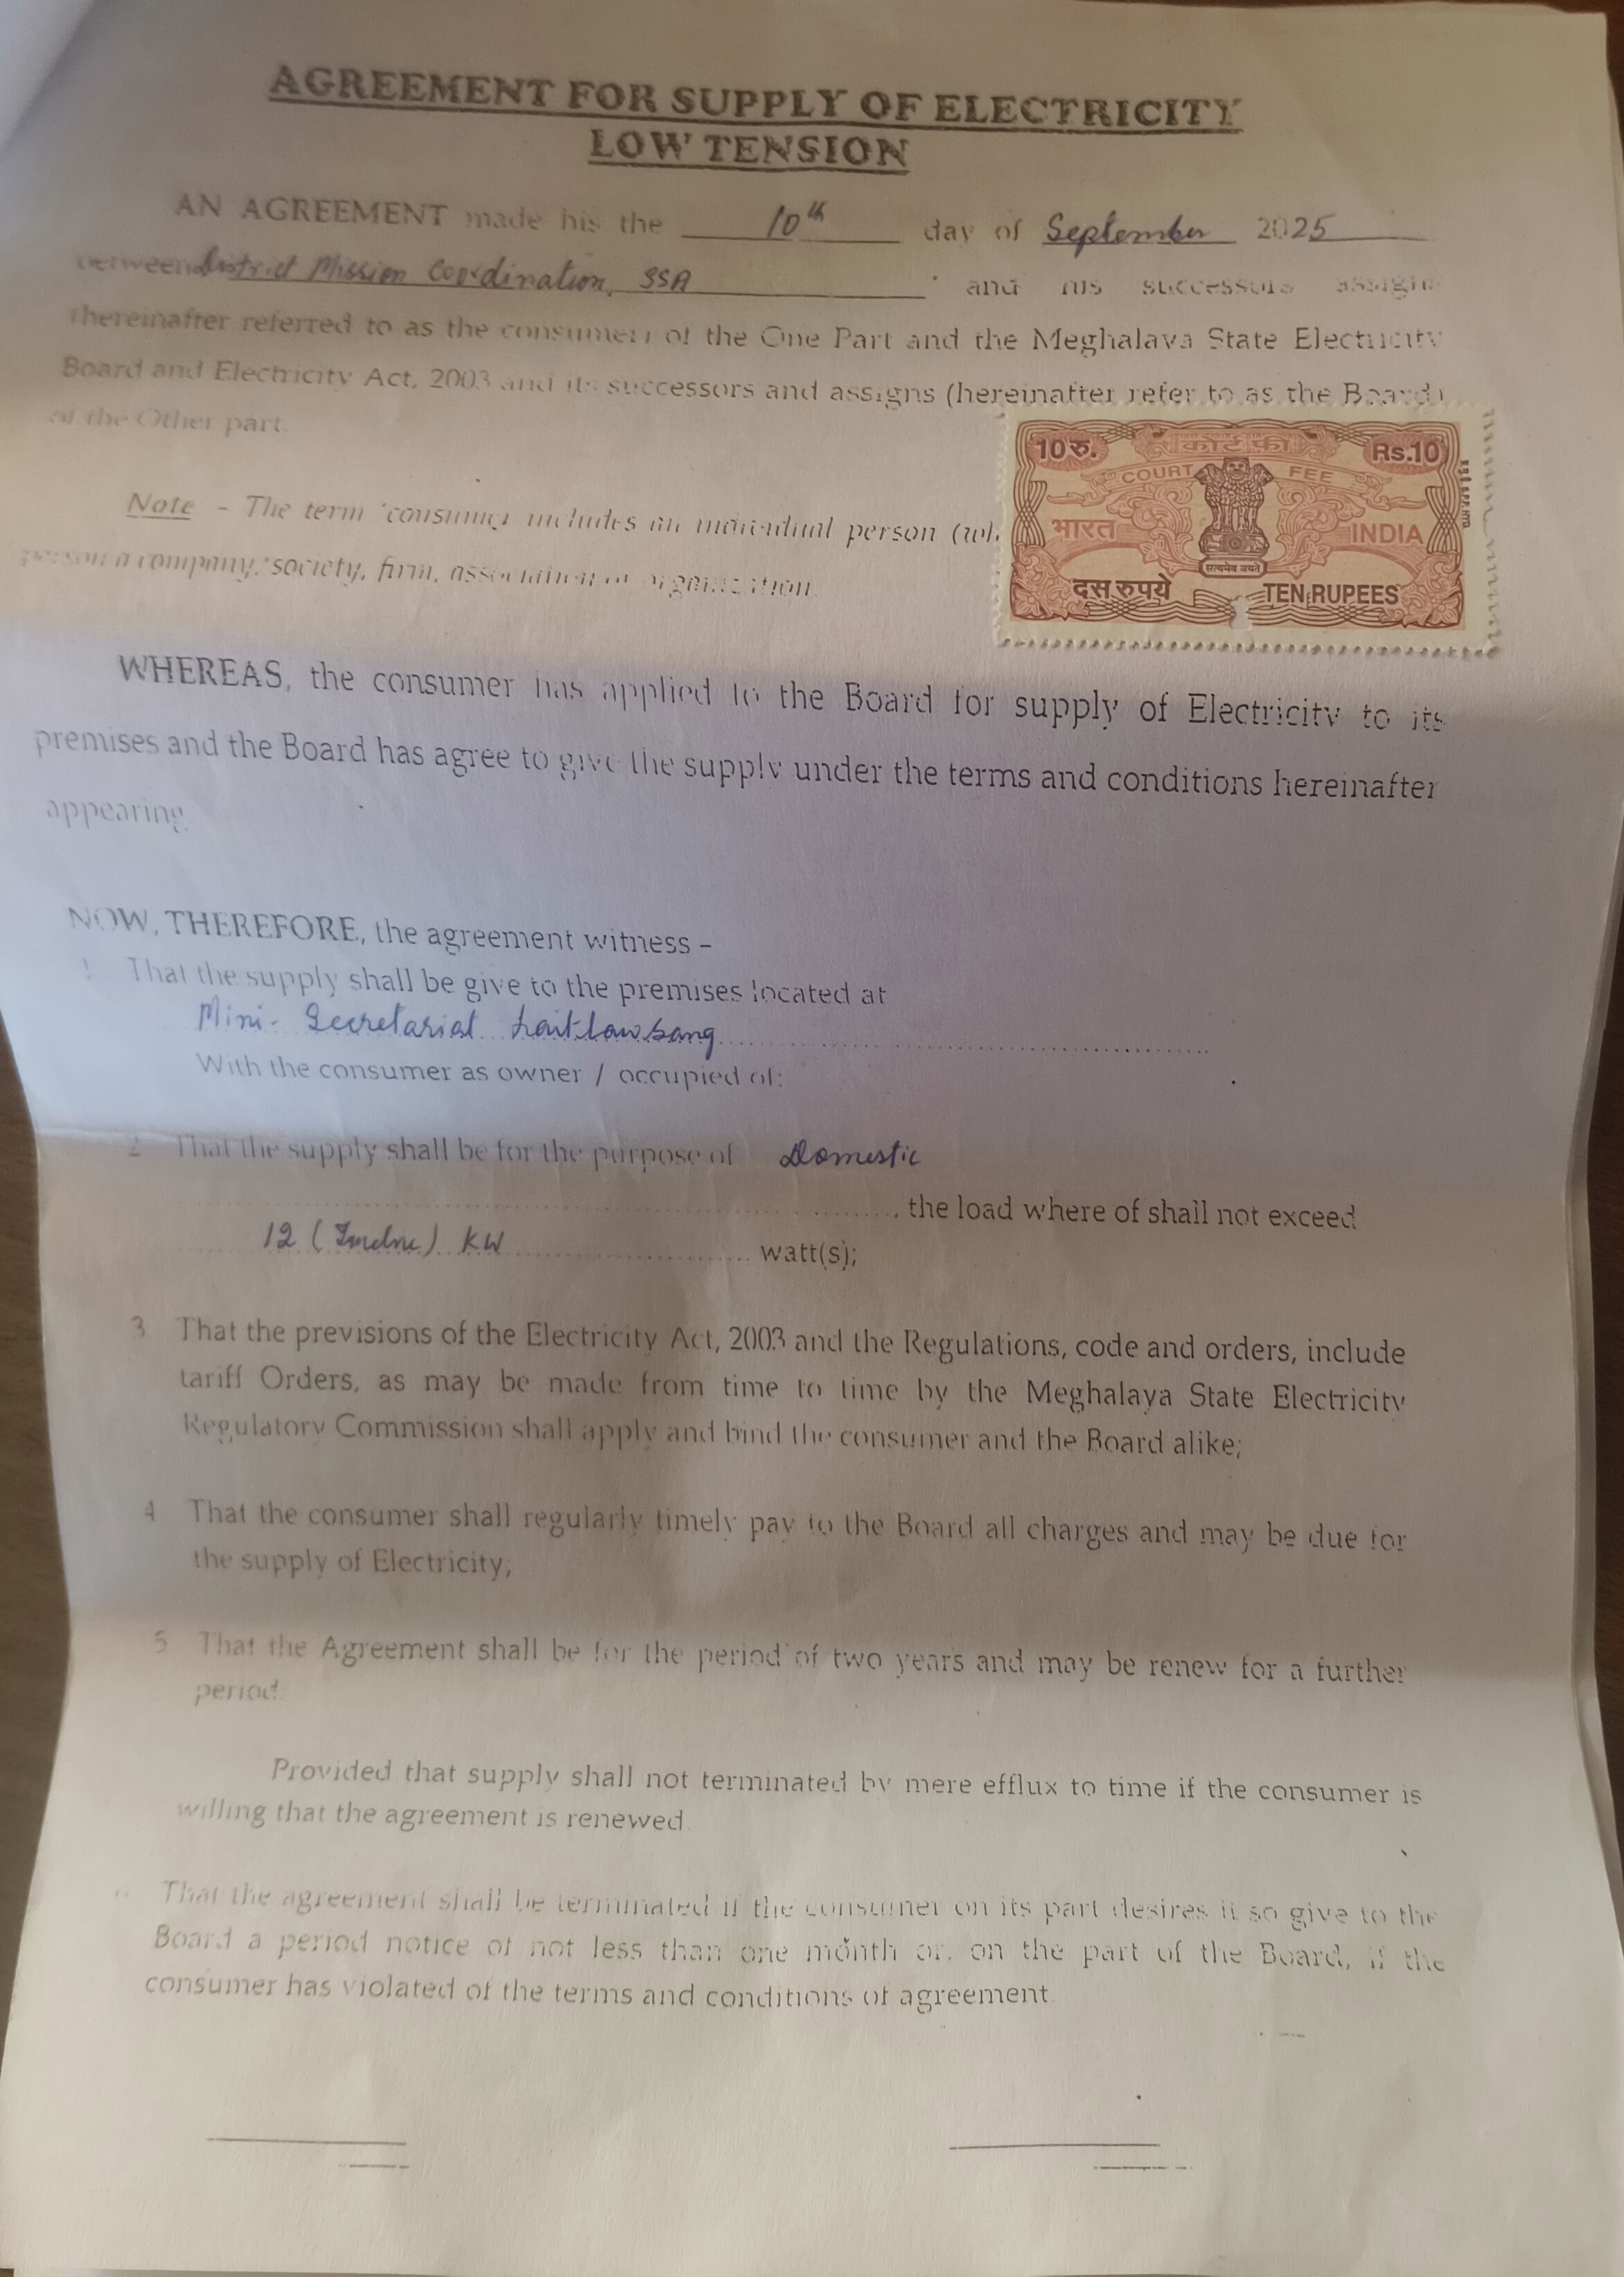 AGREEMENT FOR SUPPLY OF ELECTRICITY
LOW TENSION
AN AGREEMENT made his the 10th day of September 2025
between District Mission Coordination, SSA and his successors assigns
(hereinafter referred to as the consumer) of the One Part and the Meghalaya State Electricity
Board and Electricity Act, 2003 and its successors and assigns (hereinafter refer to as the Board)
of the Other part.
Note - The term 'consumer includes an individual person
person a company, society, firm, association or organization
10रु. कोर्ट फी Rs.10
COURT FEE
भारत INDIA
सत्यमेव जयते
दस रुपये TEN RUPEES
WHEREAS, the consumer has applied to the Board for supply of Electricity to its
premises and the Board has agree to give the supply under the terms and conditions hereinafter
appearing
NOW, THEREFORE, the agreement witness –
1 That the supply shall be give to the premises located at
Mini- Secretariat Laitlawsang
With the consumer as owner / occupied of:
2 That the supply shall be for the purpose of Domestic
, the load where of shall not exceed
12 (Twelve) KW watt(s);
3 That the previsions of the Electricity Act, 2003 and the Regulations, code and orders, include
tariff Orders, as may be made from time to time by the Meghalaya State Electricity
Regulatory Commission shall apply and bind the consumer and the Board alike;
4 That the consumer shall regularly timely pay to the Board all charges and may be due for
the supply of Electricity;
5 That the Agreement shall be for the period of two years and may be renew for a further
period:
Provided that supply shall not terminated by mere efflux to time if the consumer is
willing that the agreement is renewed
That the agreement shall be terminated if the consumer on its part desires it so give to the
Board a period notice of not less than one month or, on the part of the Board, if the
consumer has violated of the terms and conditions of agreement